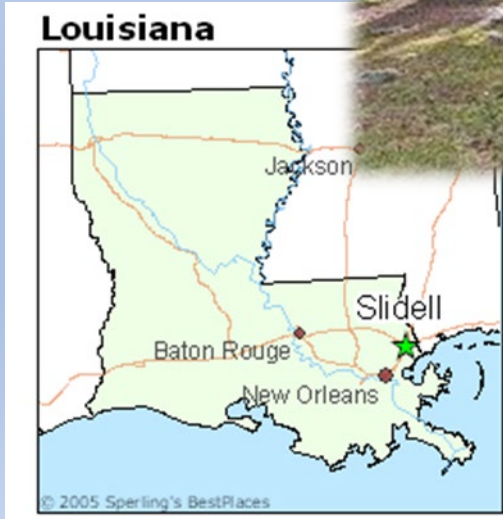 Louisiana
Jackson
Slidell
Baton Rouge
New Orleans
© 2005 Sperling's BestPlaces